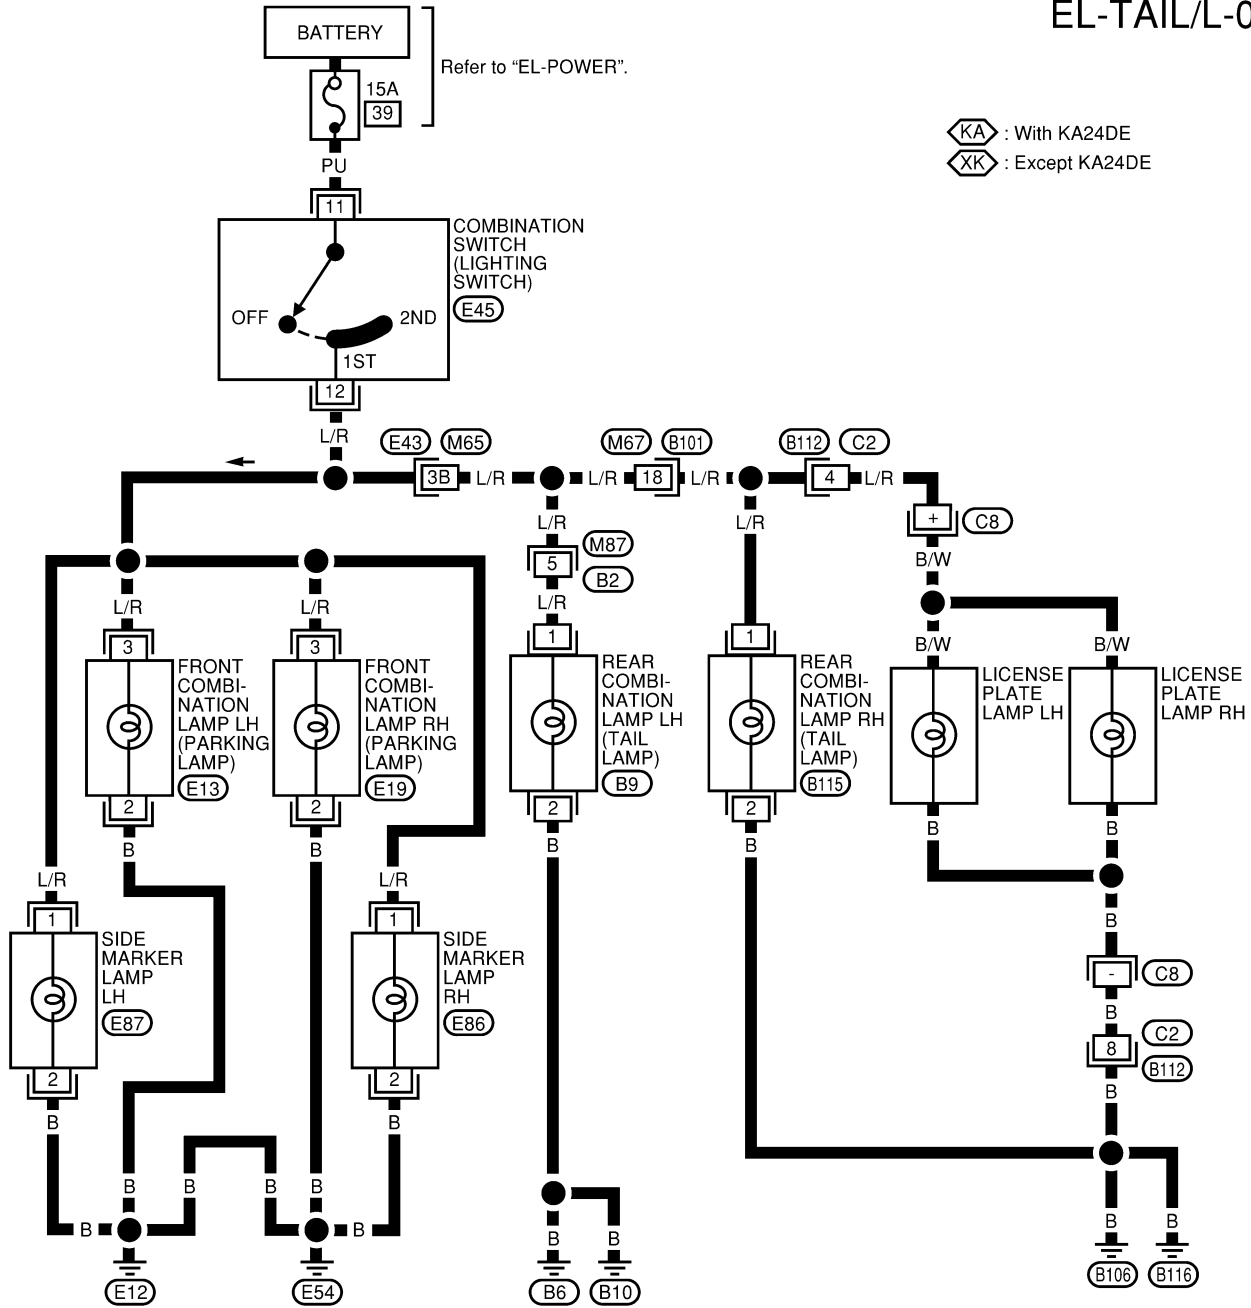 EL-TAIL/L-0
BATTERY
Refer to “EL-POWER”.
15A
39
KA : With KA24DE
XK : Except KA24DE
PU
11
COMBINATION
SWITCH
(LIGHTING
SWITCH)
E45
OFF
2ND
1ST
12
L/R
E43 M65
M67 B101
B112 C2
3B L/R
L/R 18 L/R
4 L/R
+ C8
L/R
L/R
M87
5
B2
B/W
L/R
L/R
L/R
B/W
B/W
3
3
1
1
FRONT
COMBI-
NATION
LAMP LH
(PARKING
LAMP)
E13
FRONT
COMBI-
NATION
LAMP RH
(PARKING
LAMP)
E19
REAR
COMBI-
NATION
LAMP LH
(TAIL
LAMP)
B9
REAR
COMBI-
NATION
LAMP RH
(TAIL
LAMP)
B115
LICENSE
PLATE
LAMP LH
LICENSE
PLATE
LAMP RH
2
2
2
2
B
B
B
B
B
B
L/R
L/R
1
1
SIDE
MARKER
LAMP
LH
E87
SIDE
MARKER
LAMP
RH
E86
B
- C8
B
C2
8
B112
2
2
B
B
B
B
B
B
B
B
B
B
B
B
B
E12
E54
B6
B10
B106
B116